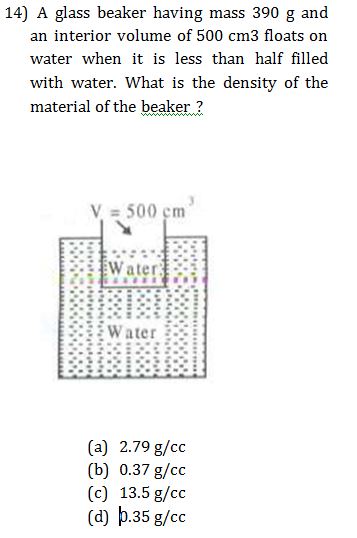 14) A glass beaker having mass 390 g and
an interior volume of 500 cm3 floats on
water when it is less than half filled
with water. What is the density of the
material of the beaker ?
V = 500 cm³
Water
Water
(a) 2.79 g/cc
(b) 0.37 g/cc
(c) 13.5 g/cc
(d) 0.35 g/cc